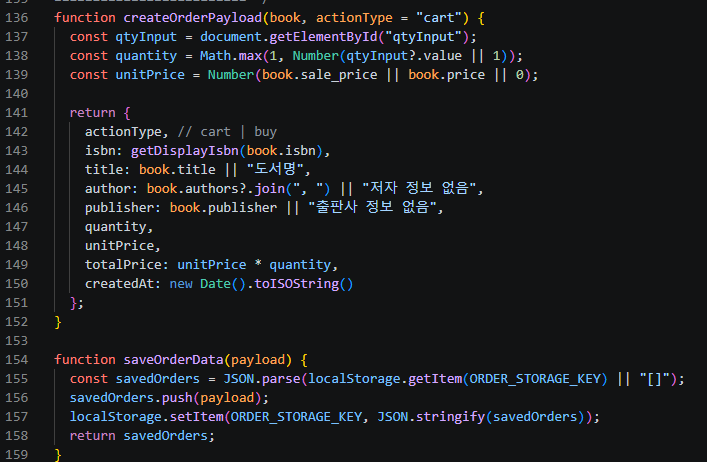 136 function createOrderPayload(book, actionType = "cart") {
137   const qtyInput = document.getElementById("qtyInput");
138   const quantity = Math.max(1, Number(qtyInput?.value || 1));
139   const unitPrice = Number(book.sale_price || book.price || 0);
140
141   return {
142     actionType, // cart | buy
143     isbn: getDisplayIsbn(book.isbn),
144     title: book.title || "도서명",
145     author: book.authors?.join(", ") || "저자 정보 없음",
146     publisher: book.publisher || "출판사 정보 없음",
147     quantity,
148     unitPrice,
149     totalPrice: unitPrice * quantity,
150     createdAt: new Date().toISOString()
151   };
152 }
153
154 function saveOrderData(payload) {
155   const savedOrders = JSON.parse(localStorage.getItem(ORDER_STORAGE_KEY) || "[]");
156   savedOrders.push(payload);
157   localStorage.setItem(ORDER_STORAGE_KEY, JSON.stringify(savedOrders));
158   return savedOrders;
159 }